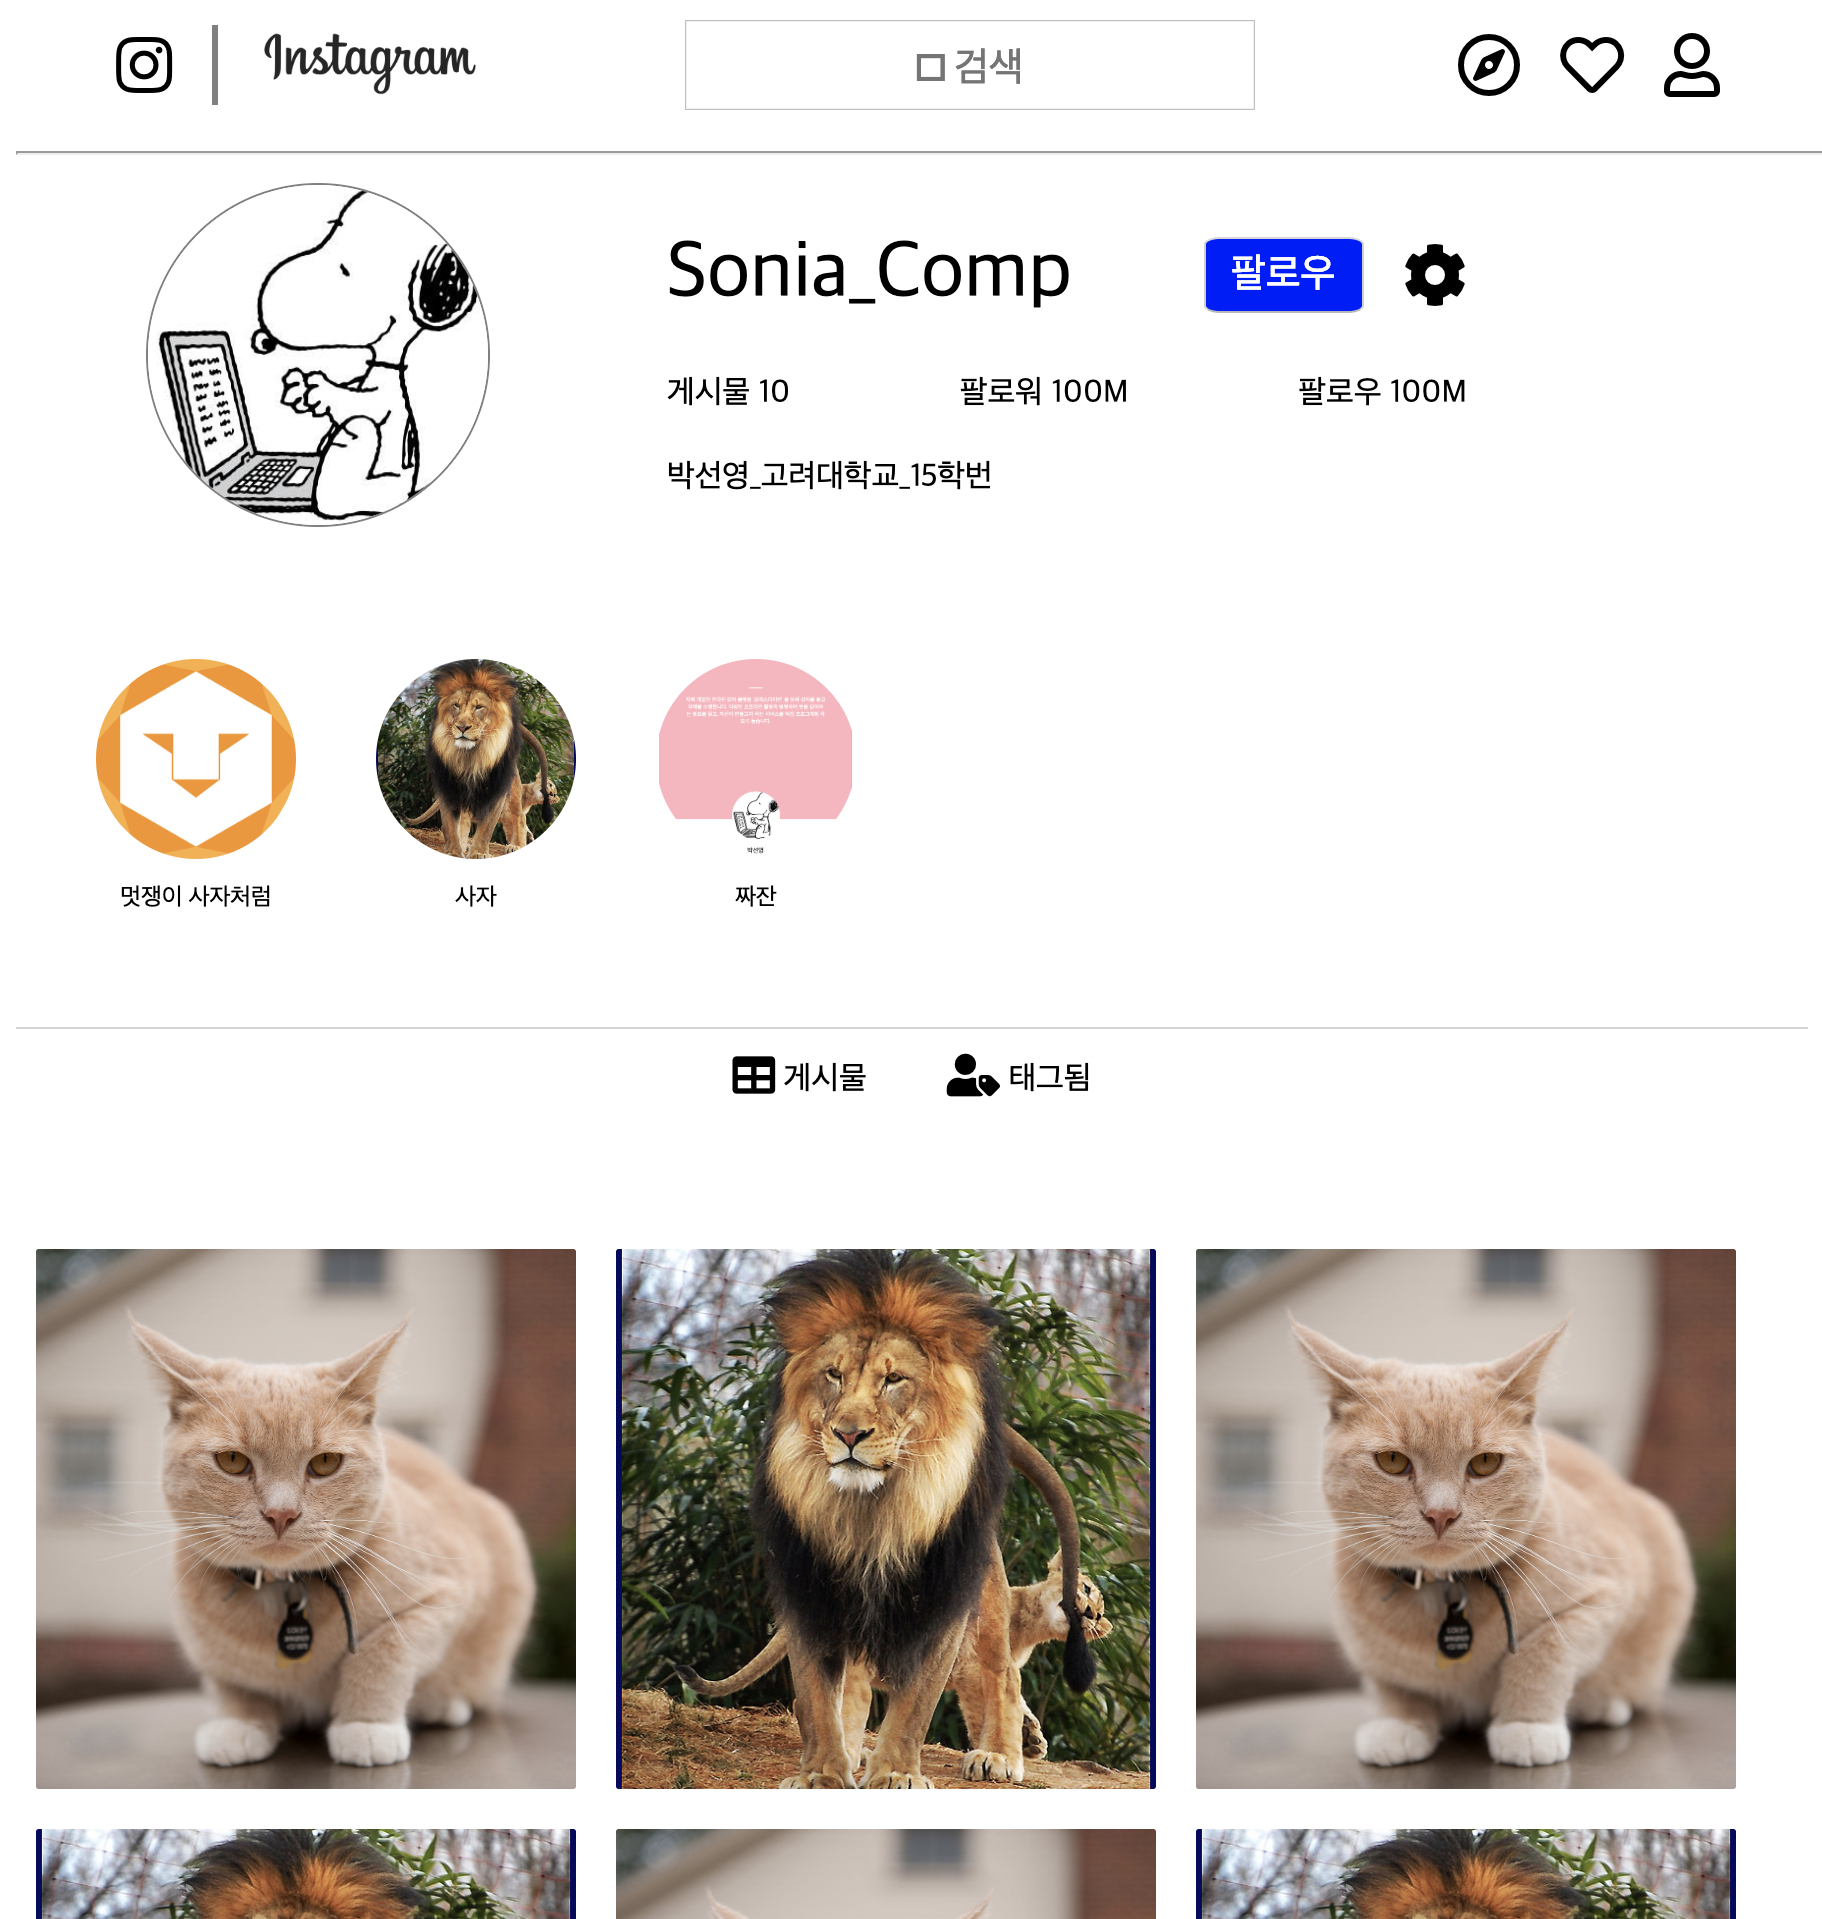 Instagram
검색
Sonia_Comp
팔로우
게시물 10
팔로워 100M
팔로우 100M
박선영_고려대학교_15학번
박선영
멋쟁이 사자처럼
사자
짜잔
게시물
태그됨